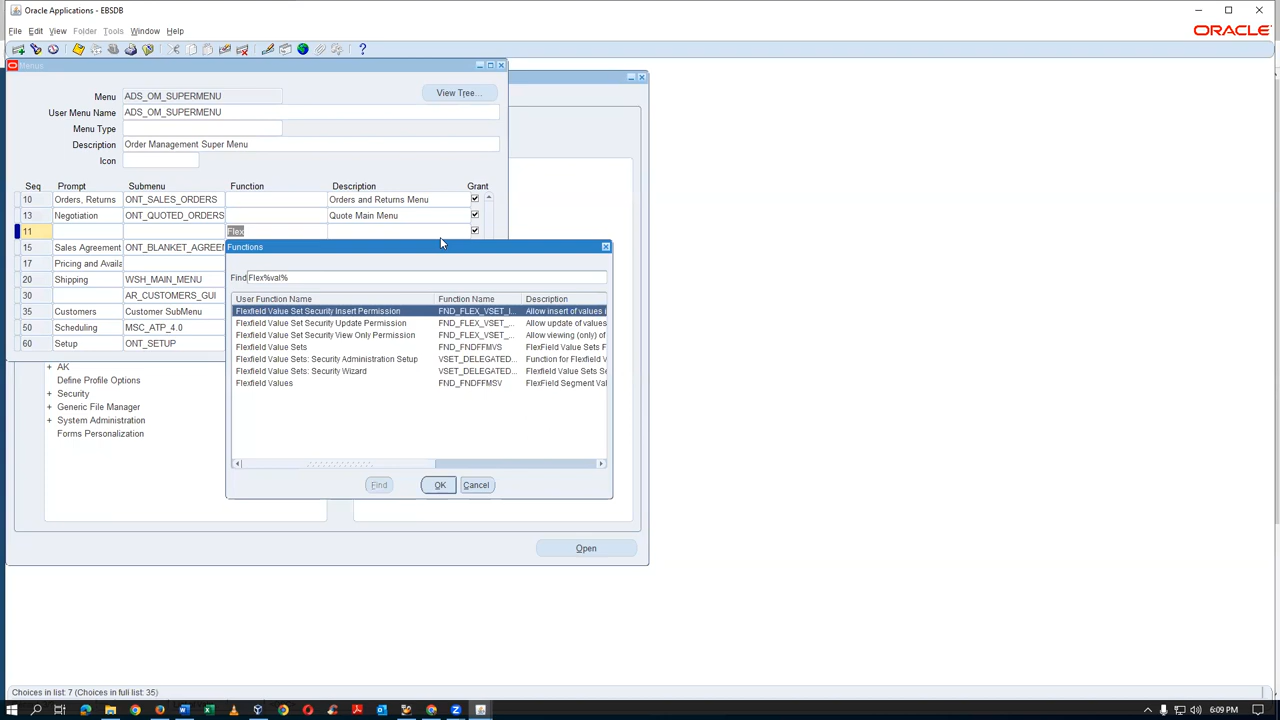 Oracle Applications - EBSDB
File Edit View Folder Tools Window Help
ORACLE
Menus
Menu ADS_OM_SUPERMENU View Tree...
User Menu Name ADS_OM_SUPERMENU
Menu Type
Description Order Management Super Menu
Icon
Seq Prompt Submenu Function Description Grant
10 Orders, Returns ONT_SALES_ORDERS Orders and Returns Menu
13 Negotiation ONT_QUOTED_ORDERS Quote Main Menu
11 Flex
15 Sales Agreement ONT_BLANKET_AGREE
17 Pricing and Availa
20 Shipping WSH_MAIN_MENU
30 AR_CUSTOMERS_GUI
35 Customers Customer SubMenu
50 Scheduling MSC_ATP_4.0
60 Setup ONT_SETUP
Functions
Find Flex%val%
User Function Name Function Name Description
Flexfield Value Set Security Insert Permission FND_FLEX_VSET_I... Allow insert of values i
Flexfield Value Set Security Update Permission FND_FLEX_VSET_... Allow update of values
Flexfield Value Set Security View Only Permission FND_FLEX_VSET_... Allow viewing (only) of
Flexfield Value Sets FND_FNDFFMVS FlexField Value Sets F
Flexfield Value Sets: Security Administration Setup VSET_DELEGATED... Function for Flexfield V
Flexfield Value Sets: Security Wizard VSET_DELEGATED... Flexfield Value Sets Se
Flexfield Values FND_FNDFFMSV FlexField Segment Val
Find OK Cancel
+ AK
Define Profile Options
+ Security
+ Generic File Manager
+ System Administration
Forms Personalization
Open
Choices in list: 7 (Choices in full list: 35)
6:09 PM